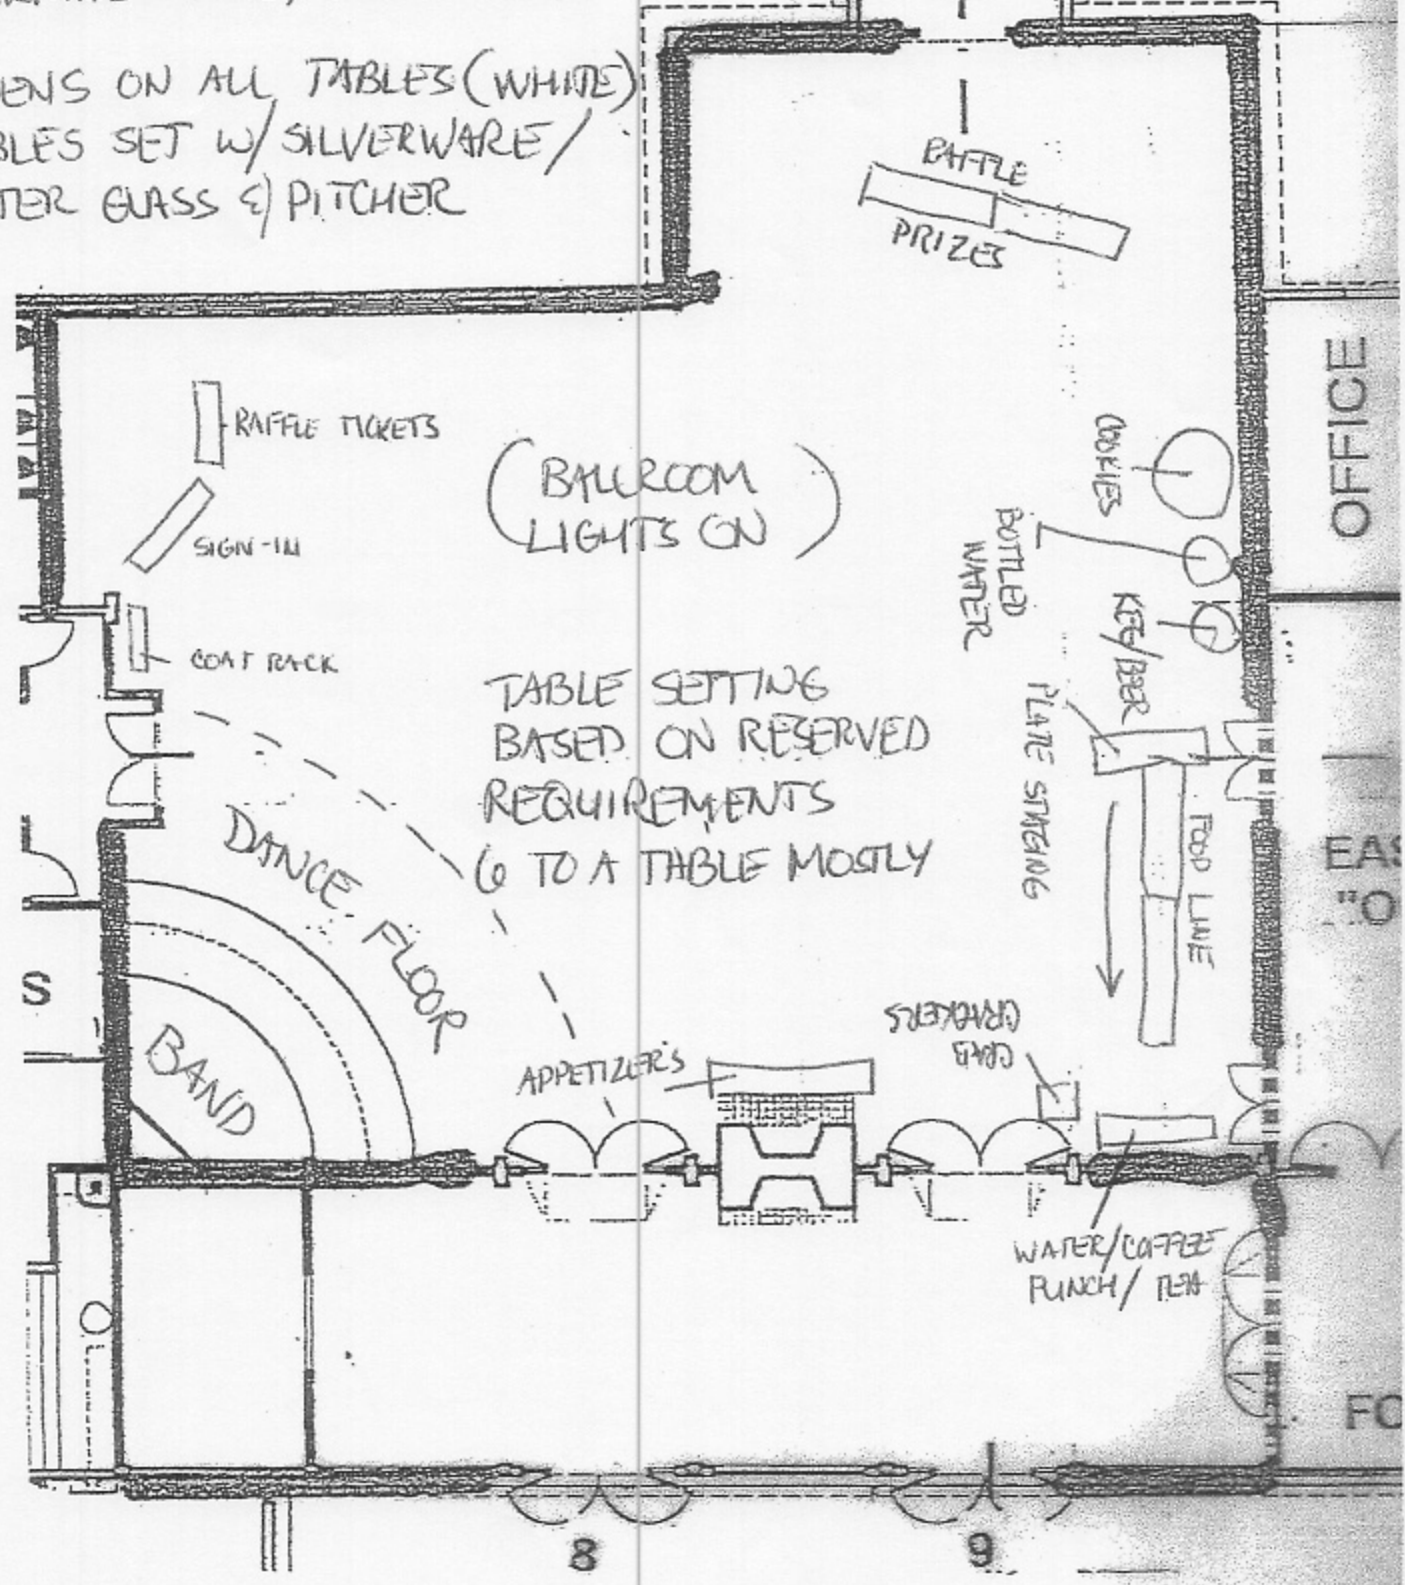 ENS ON ALL TABLES (WHITE)
BLES SET W/ SILVERWARE/
TER GLASS & PITCHER
RAFFLE
PRIZES
RAFFLE TICKETS
SIGN-IN
COAT RACK
(BALLROOM
LIGHTS ON)
COOKIES
BOTTLED
WATER
KEG/BEER
OFFICE
TABLE SETTING
BASED ON RESERVED
REQUIREMENTS
6 TO A TABLE MOSTLY
PLATE STAGING
FOOD LINE
EAS
"O
DANCE FLOOR
S
BAND
APPETIZER'S
CRAB
CRACKERS
WATER/COFFEE
PUNCH/ TEA
FO
8
9